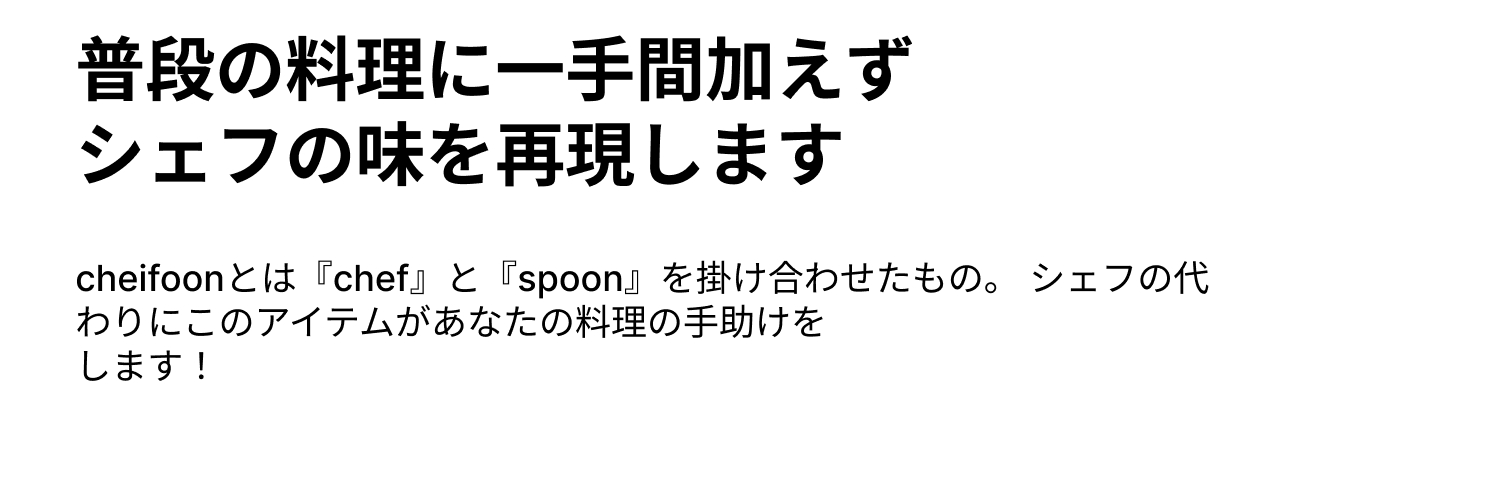 普段の料理に一手間加えず
シェフの味を再現します
cheifoonとは『chef』と『spoon』を掛け合わせたもの。 シェフの代
わりにこのアイテムがあなたの料理の手助けを
します！